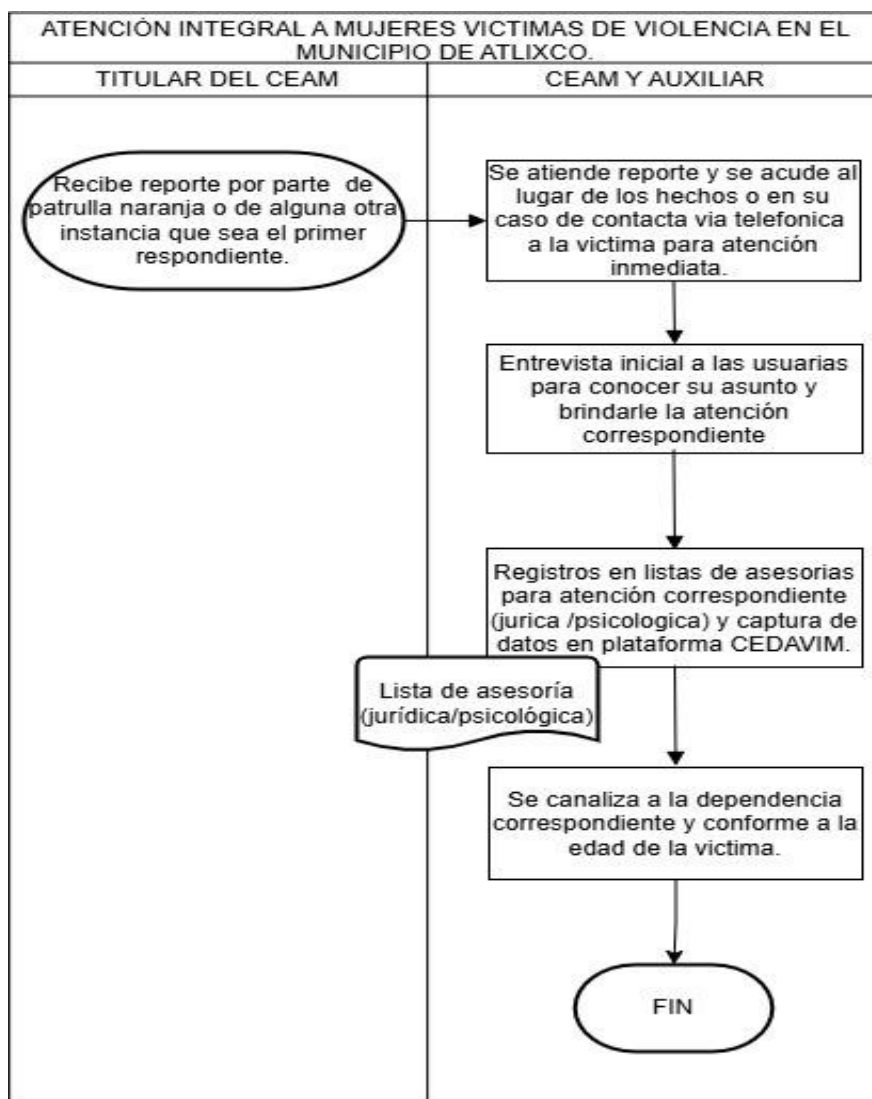 ATENCIÓN INTEGRAL A MUJERES VICTIMAS DE VIOLENCIA EN EL
MUNICIPIO DE ATLIXCO.
TITULAR DEL CEAM
CEAM Y AUXILIAR
Recibe reporte por parte de
patrulla naranja o de alguna otra
instancia que sea el primer
respondiente.
Se atiende reporte y se acude al
lugar de los hechos o en su
caso de contacta via telefonica
a la victima para atención
inmediata.
Entrevista inicial a las usuarias
para conocer su asunto y
brindarle la atención
correspondiente
Registros en listas de asesorias
para atención correspondiente
(jurica /psicologica) y captura de
datos en plataforma CEDAVIM.
Lista de asesoría
(jurídica/psicológica)
Se canaliza a la dependencia
correspondiente y conforme a la
edad de la victima.
FIN